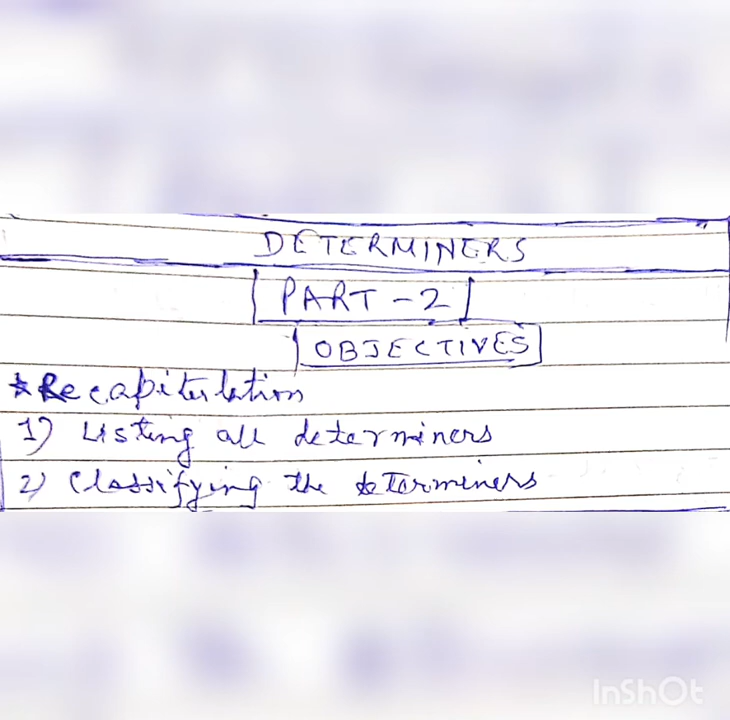 DETERMINERS
PART - 2
OBJECTIVES
* Recapitulation
1) Listing all determiners
2) Classifying the determiners
InShOt